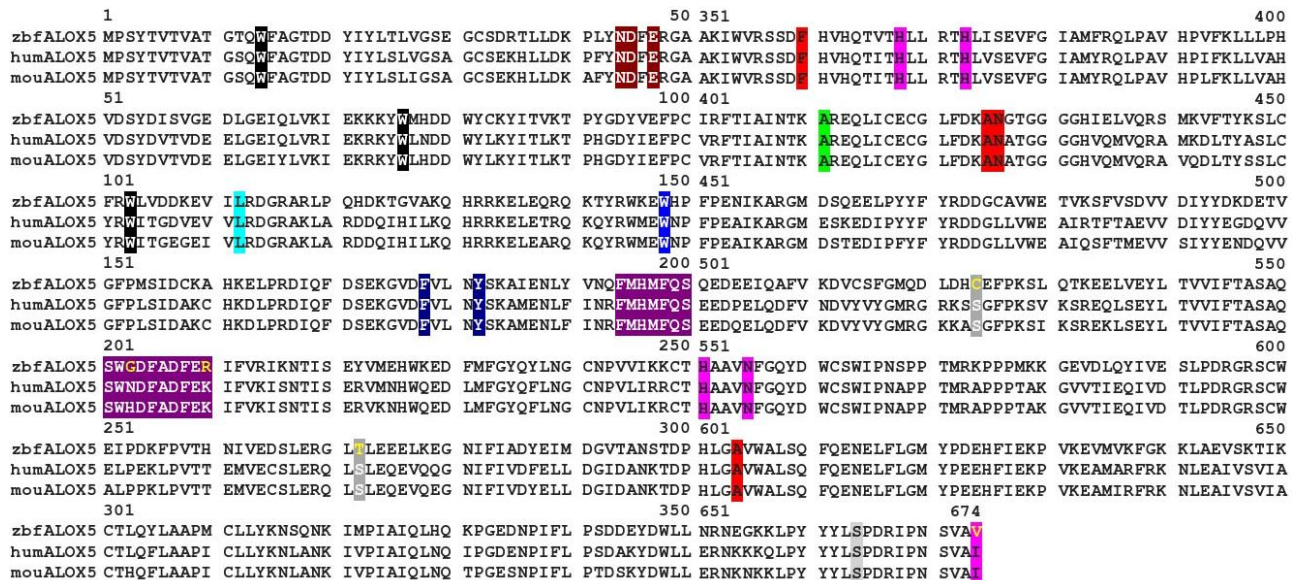 1 50
zbfALOX5 MPSYTVTVAT GTQWFAGTDD YIYLTLVGSE GCSDRTLLDK PLYNDFERGA
humALOX5 MPSYTVTVAT GSQWFAGTDD YIYLSLVGSA GCSEKHLLDK PFYNDFERGA
mouALOX5 MPSYTVTVAT GSQWFAGTDD YIYLSLIGSA GCSEKHLLDK AFYNDFERGA
51 100
zbfALOX5 VDSYDISVGE DLGEIQLVKI EKKKYWMHDD WYCKYITVKT PYGDYVEFPC
humALOX5 VDSYDVTVDE ELGEIQLVRI EKRKYWLNDD WYLKYITLKT PHGDYIEFPC
mouALOX5 VDSYDVTVDE ELGEIYLVKI EKRKYWLHDD WYLKYITLKT PHGDYIEFPC
101 150
zbfALOX5 FRWLVDDKEV ILRDGRARLP QHDKTGVAKQ HRRKELEQRQ KTYRWKEWHP
humALOX5 YRWITGDVEV VLRDGRAKLA RDDQIHILKQ HRRKELETRQ KQYRWMEWNP
mouALOX5 YRWITGEGEI VLRDGRAKLA RDDQIHILKQ HRRKELEARQ KQYRWMEWNP
151 200
zbfALOX5 GFPMSIDCKA HKELPRDIQF DSEKGVDFVL NYSKAIENLY VNQFMHMFQS
humALOX5 GFPLSIDAKC HKDLPRDIQF DSEKGVDFVL NYSKAMENLF INRFMHMFQS
mouALOX5 GFPLSIDAKC HKDLPRDIQF DSEKGVDFVL NYSKAMENLF INRFMHMFQS
201 250
zbfALOX5 SWGDFADFER IFVRIKNTIS EYVMEHWKED FMFGYQYLNG CNPVVIKKCT
humALOX5 SWNDFADFEK IFVKISNTIS ERVMNHWQED LMFGYQFLNG CNPVLIRRCT
mouALOX5 SWHDFADFEK IFVKISNTIS ERVKNHWQED LMFGYQFLNG CNPVLIKRCT
251 300
zbfALOX5 EIPDKFPVTH NIVEDSLERG LTLEEELKEG NIFIADYEIM DGVTANSTDP
humALOX5 ELPEKLPVTT EMVECSLERQ LSLEQEVQQG NIFIVDFELL DGIDANKTDP
mouALOX5 ALPPKLPVTT EMVECSLERQ LSLEQEVQEG NIFIVDYELL DGIDANKTDP
301 350
zbfALOX5 CTLQYLAAPM CLLYKNSQNK IMPIAIQLHQ KPGEDNPIFL PSDDEYDWLL
humALOX5 CTLQFLAAPI CLLYKNLANK IVPIAIQLNQ IPGDENPIFL PSDAKYDWLL
mouALOX5 CTHQFLAAPI CLLYKNLANK IVPIAIQLNQ TPGESNPIFL PTDSKYDWLL
351 400
AKIWVRSSDF HVHQTVTHLL RTHLISEVFG IAMFRQLPAV HPVFKLLLPH
AKIWVRSSDF HVHQTITHLL RTHLVSEVFG IAMYRQLPAV HPIFKLLVAH
AKIWVRSSDF HVHQTITHLL RTHLVSEVFG IAMYRQLPAV HPLFKLLVAH
401 450
IRFTIAINTK AREQLICECG LFDKANGTGG GGHIELVQRS MKVFTYKSLC
VRFTIAINTK AREQLICECG LFDKANATGG GGHVQMVQRA MKDLTYASLC
VRFTIAINTK AREQLICEYG LFDKANATGG GGHVQMVQRA VQDLTYSSLC
451 500
FPENIKARGM DSQEELPYYF YRDDGCAVWE TVKSFVSDVV DIYYDKDETV
FPEAIKARGM ESKEDIPYYF YRDDGLLVWE AIRTFTAEVV DIYYEGDQVV
FPEAIKARGM DSTEDIPFYF YRDDGLLVWE AIQSFTMEVV SIYYENDQVV
501 550
QEDEEIQAFV KDVCSFGMQD LDHCEFPKSL QTKEELVEYL TVVIFTASAQ
EEDPELQDFV NDVYVYGMRG RKSSGFPKSV KSREQLSEYL TVVIFTASAQ
EEDQELQDFV KDVYVYGMRG KKASGFPKSI KSREKLSEYL TVVIFTASAQ
551 600
HAAVNFGQYD WCSWIPNSPP TMRKPPPMKK GEVDLQYIVE SLPDRGRSCW
HAAVNFGQYD WCSWIPNAPP TMRAPPPTAK GVVTIEQIVD TLPDRGRSCW
HAAVNFGQYD WCSWIPNAPP TMRAPPPTAK GVVTIEQIVD TLPDRGRSCW
601 650
HLGAVWALSQ FQENELFLGM YPDEHFIEKP VKEVMVKFGK KLAEVSKTIK
HLGAVWALSQ FQENELFLGM YPEEHFIEKP VKEAMARFRK NLEAIVSVIA
HLGAVWALSQ FQENELFLGM YPEEHFIEKP VKEAMIRFRK NLEAIVSVIA
651 674
NRNEGKKLPY YYLSPDRIPN SVAV
ERNKKKQLPY YYLSPDRIPN SVAI
ERNKNKKLPY YYLSPDRIPN SVAI